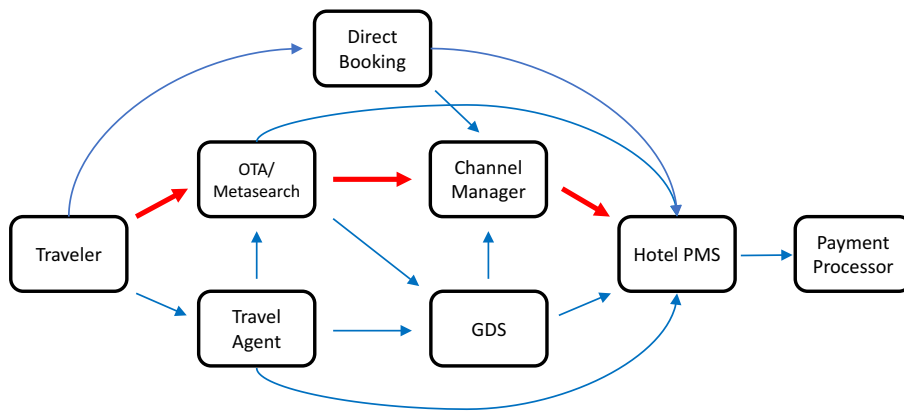 Direct
Booking
OTA/
Metasearch
Channel
Manager
Traveler
Hotel PMS
Payment
Processor
Travel
Agent
GDS